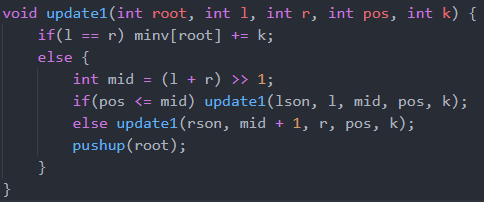 void update1(int root, int l, int r, int pos, int k) {
    if(l == r) minv[root] += k;
    else {
        int mid = (l + r) >> 1;
        if(pos <= mid) update1(lson, l, mid, pos, k);
        else update1(rson, mid + 1, r, pos, k);
        pushup(root);
    }
}